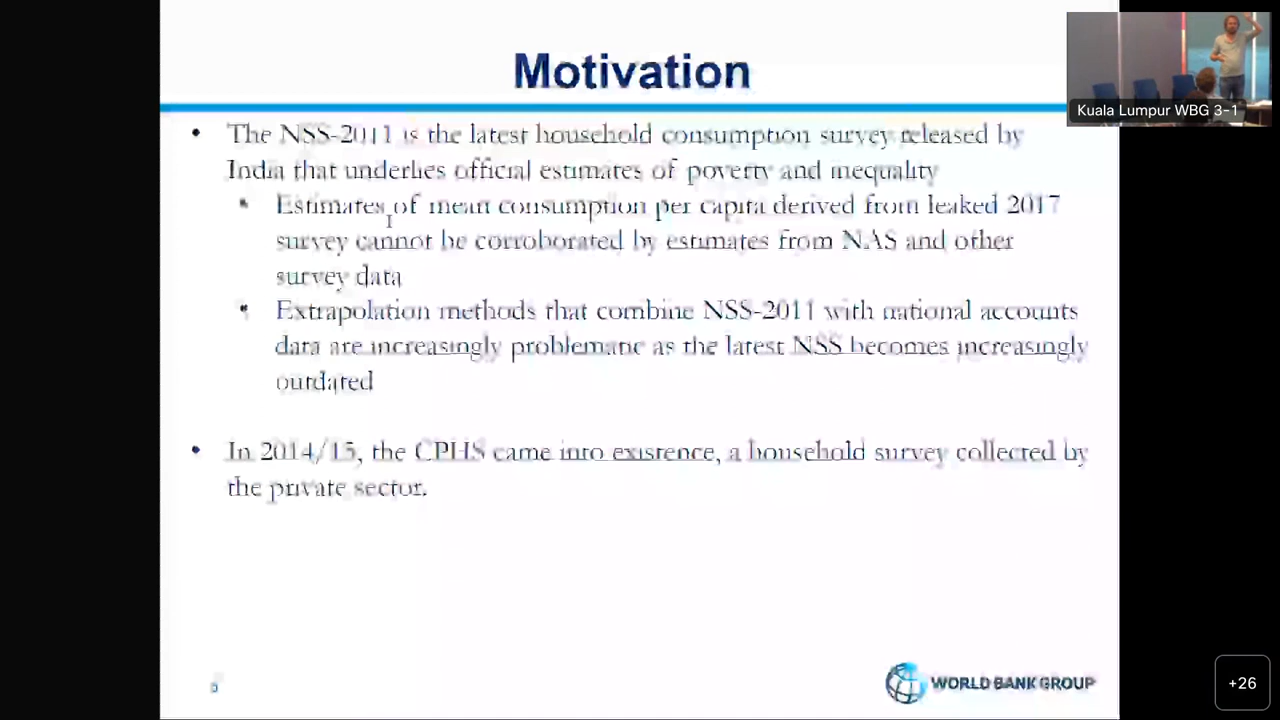 Motivation
Kuala Lumpur WBG 3-1
• The NSS-2011 is the latest household consumption survey released by
India that underlies official estimates of poverty and inequality
▪ Estimates of mean consumption per capita derived from leaked 2017
survey cannot be corroborated by estimates from NAS and other
survey data
▪ Extrapolation methods that combine NSS-2011 with national accounts
data are increasingly problematic as the latest NSS becomes increasingly
outdated
• In 2014/15, the CPHS came into existence, a household survey collected by
the private sector.
WORLD BANK GROUP
+26